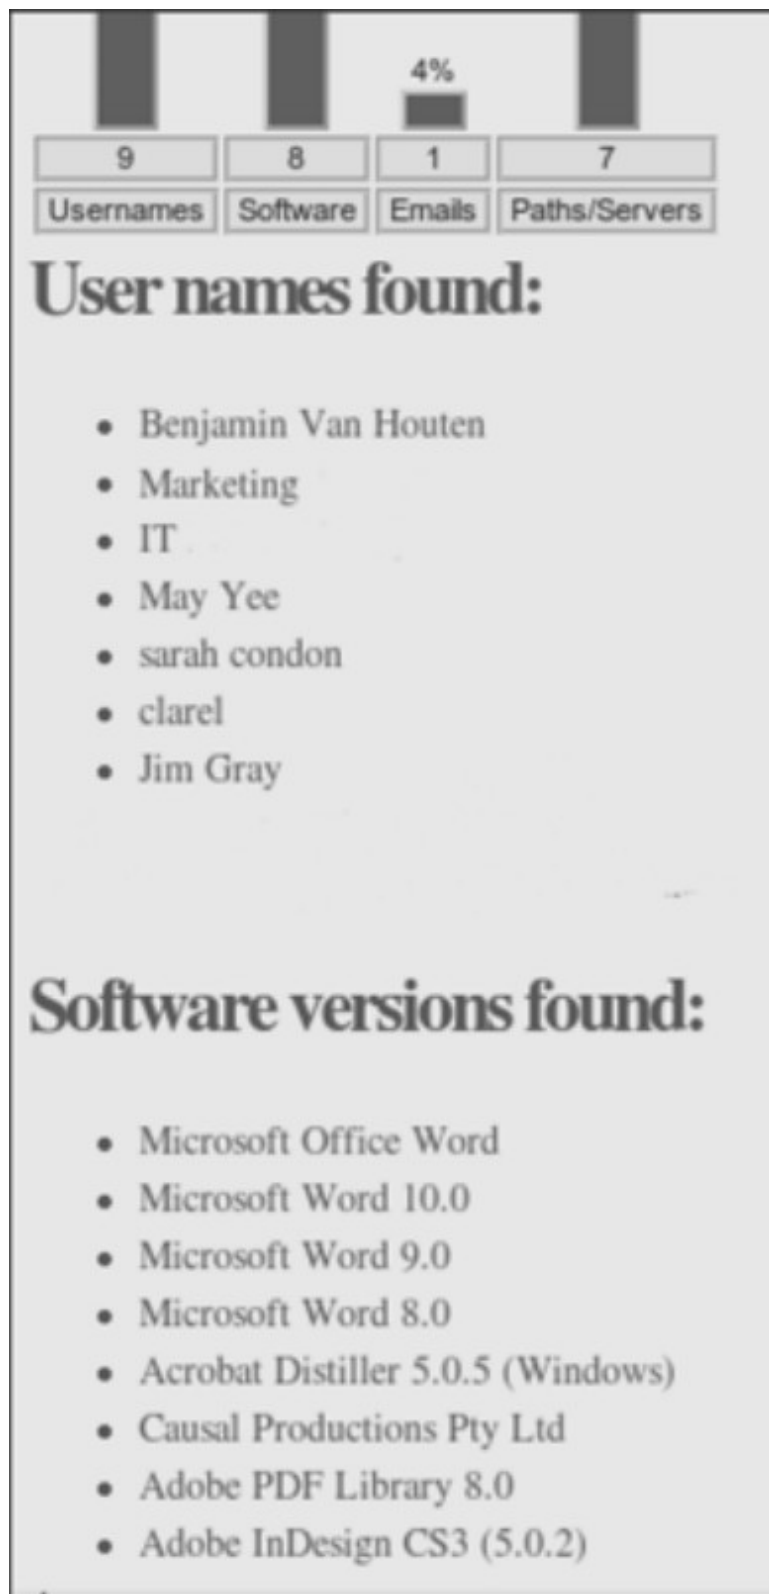 4%
9 8 1 7
Usernames Software Emails Paths/Servers
User names found:
• Benjamin Van Houten
• Marketing
• IT
• May Yee
• sarah condon
• clarel
• Jim Gray
Software versions found:
• Microsoft Office Word
• Microsoft Word 10.0
• Microsoft Word 9.0
• Microsoft Word 8.0
• Acrobat Distiller 5.0.5 (Windows)
• Causal Productions Pty Ltd
• Adobe PDF Library 8.0
• Adobe InDesign CS3 (5.0.2)